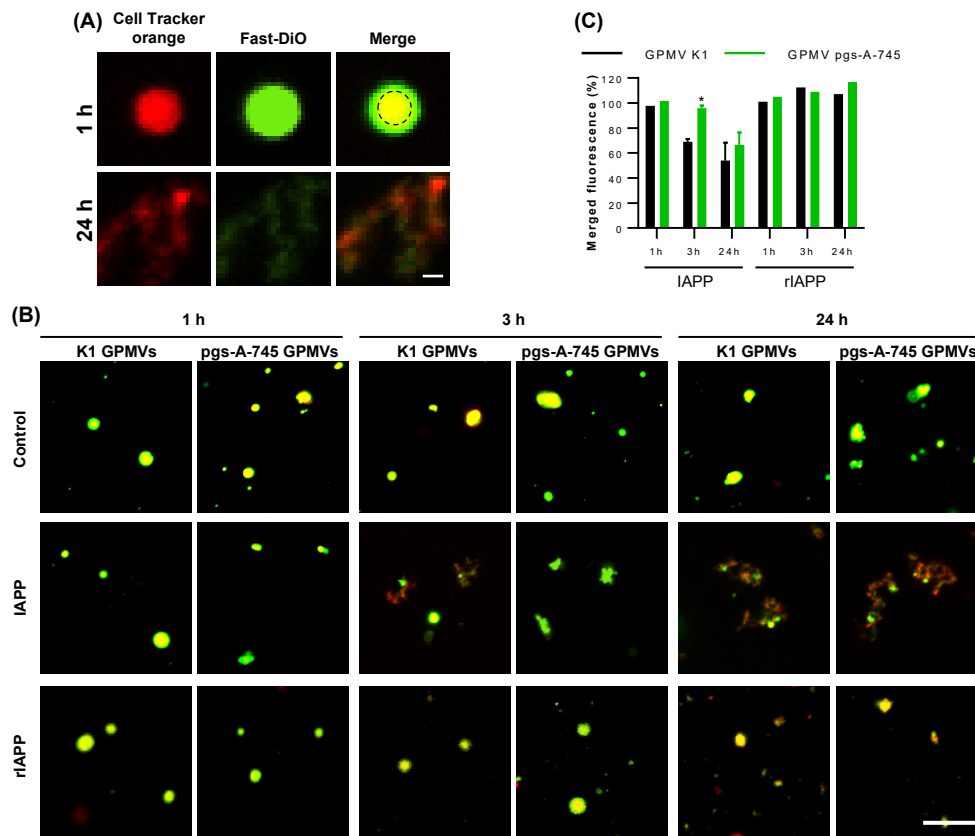 (A)
Cell Tracker
orange
Fast-DiO
Merge
1 h
24 h
(C)
GPMV K1
GPMV pgs-A-745
Merged fluorescence (%)
120
100
80
60
40
20
0
*
1h
3h
24h
1h
3h
24h
IAPP
rIAPP
(B)
1 h
3 h
24 h
K1 GPMVs
pgs-A-745 GPMVs
K1 GPMVs
pgs-A-745 GPMVs
K1 GPMVs
pgs-A-745 GPMVs
Control
IAPP
rIAPP